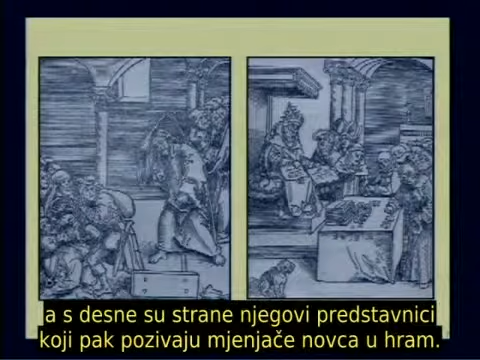 a s desne su strane njegovi predstavnici
koji pak pozivaju mjenjače novca u hram.